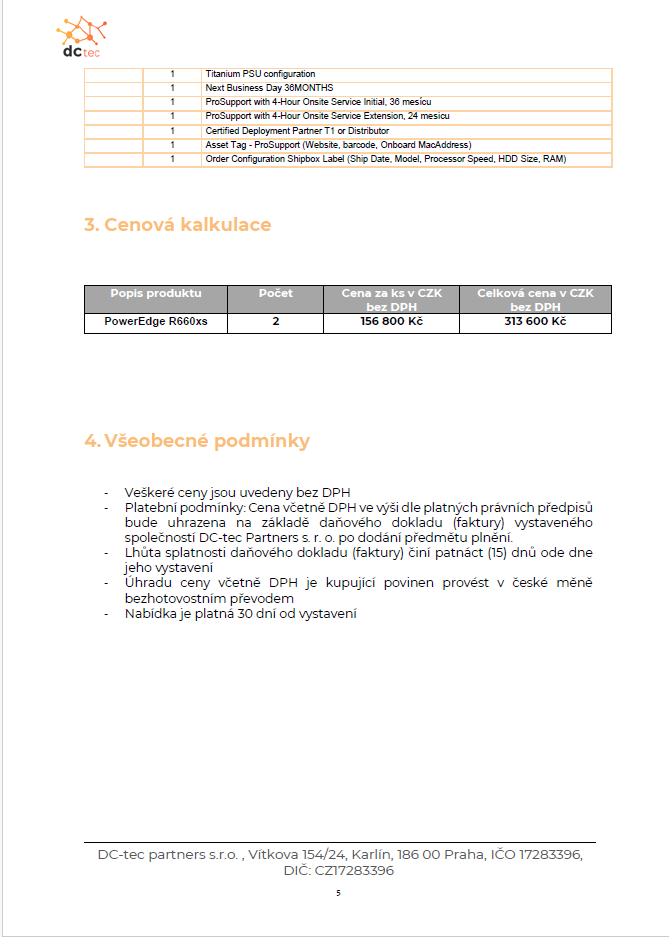 dctec
1 Titanium PSU configuration
1 Next Business Day 36MONTHS
1 ProSupport with 4-Hour Onsite Service Initial, 36 mesícu
1 ProSupport with 4-Hour Onsite Service Extension, 24 mesicu
1 Certified Deployment Partner T1 or Distributor
1 Asset Tag - ProSupport (Website, barcode, Onboard MacAddress)
1 Order Configuration Shipbox Label (Ship Date, Model, Processor Speed, HDD Size, RAM)
3. Cenová kalkulace
Popis produktu Počet Cena za ks v CZK Celková cena v CZK
bez DPH bez DPH
PowerEdge R660xs 2 156 800 Kč 313 600 Kč
4. Všeobecné podmínky
- Veškeré ceny jsou uvedeny bez DPH
- Platební podmínky: Cena včetně DPH ve výši dle platných právních předpisů
bude uhrazena na základě daňového dokladu (faktury) vystaveného
společností DC-tec Partners s. r. o. po dodání předmětu plnění.
- Lhůta splatnosti daňového dokladu (faktury) činí patnáct (15) dnů ode dne
jeho vystavení
- Úhradu ceny včetně DPH je kupující povinen provést v české měně
bezhotovostním převodem
- Nabídka je platná 30 dní od vystavení
DC-tec partners s.r.o. , Vítkova 154/24, Karlín, 186 00 Praha, IČO 17283396,
DIČ: CZ17283396
5